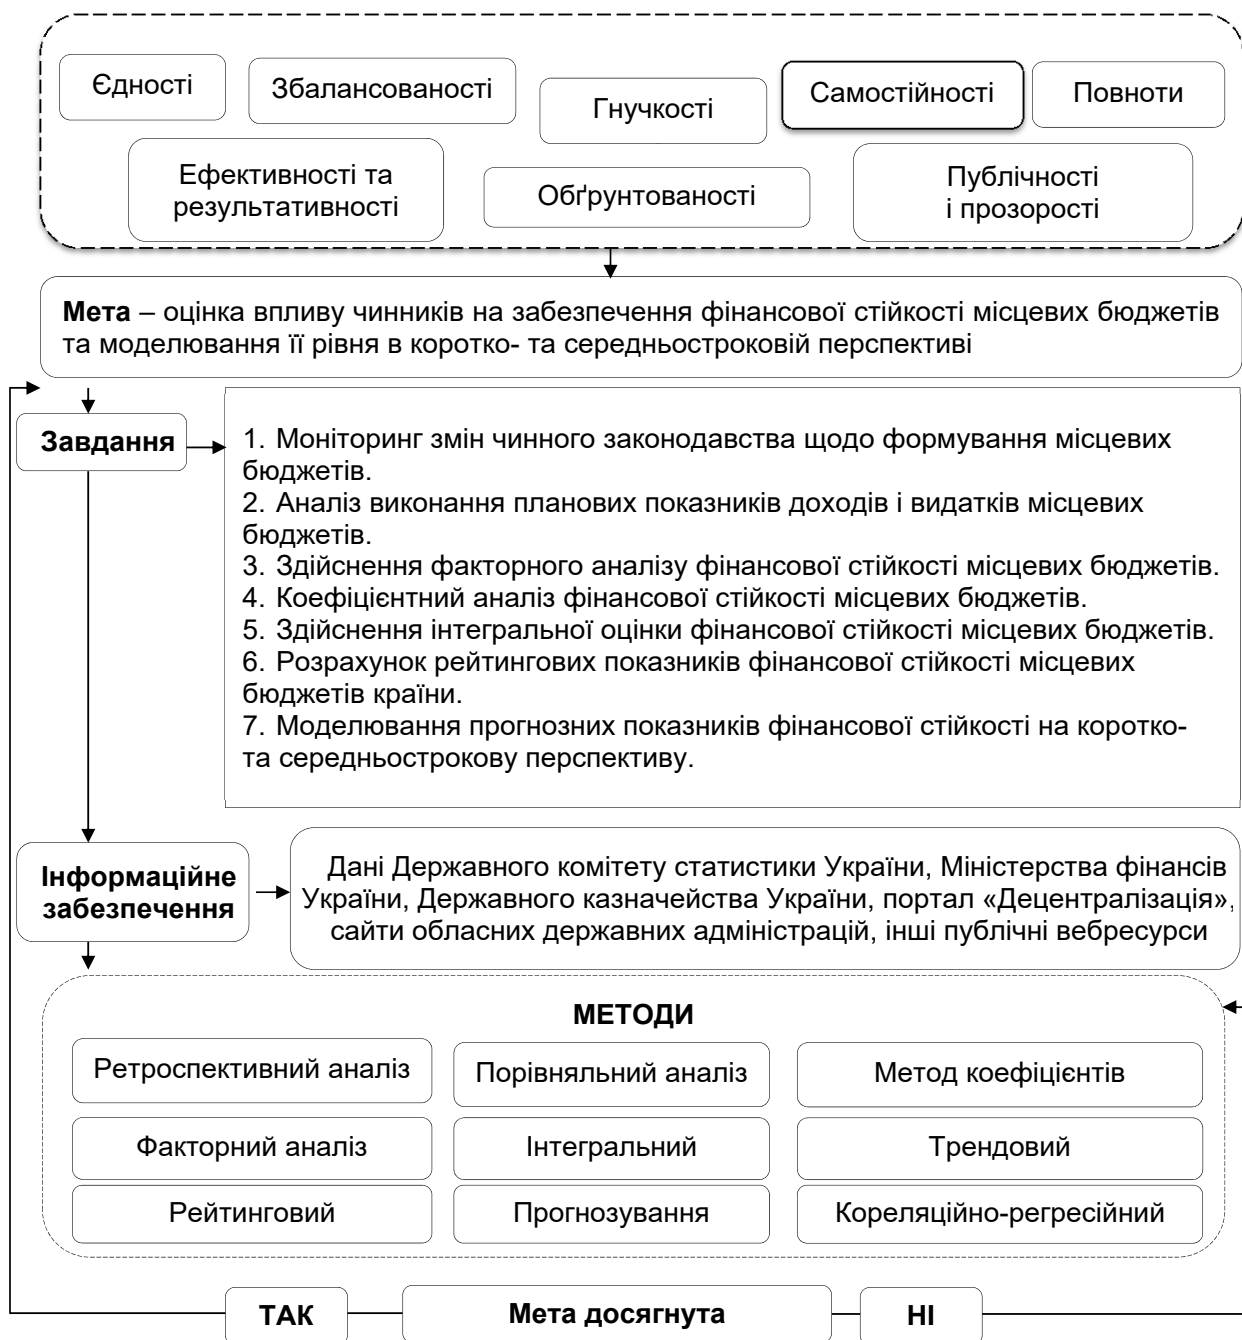 Єдності
Збалансованості
Гнучкості
Самостійності
Повноти
Ефективності та
результативності
Обґрунтованості
Публічності
і прозорості
Мета – оцінка впливу чинників на забезпечення фінансової стійкості місцевих бюджетів
та моделювання її рівня в коротко- та середньостроковій перспективі
Завдання
1. Моніторинг змін чинного законодавства щодо формування місцевих
бюджетів.
2. Аналіз виконання планових показників доходів і видатків місцевих
бюджетів.
3. Здійснення факторного аналізу фінансової стійкості місцевих бюджетів.
4. Коефіцієнтний аналіз фінансової стійкості місцевих бюджетів.
5. Здійснення інтегральної оцінки фінансової стійкості місцевих бюджетів.
6. Розрахунок рейтингових показників фінансової стійкості місцевих
бюджетів країни.
7. Моделювання прогнозних показників фінансової стійкості на коротко-
та середньострокову перспективу.
Інформаційне
забезпечення
Дані Державного комітету статистики України, Міністерства фінансів
України, Державного казначейства України, портал «Децентралізація»,
сайти обласних державних адміністрацій, інші публічні вебресурси
МЕТОДИ
Ретроспективний аналіз
Порівняльний аналіз
Метод коефіцієнтів
Факторний аналіз
Інтегральний
Трендовий
Рейтинговий
Прогнозування
Кореляційно-регресійний
ТАК
Мета досягнута
НІ